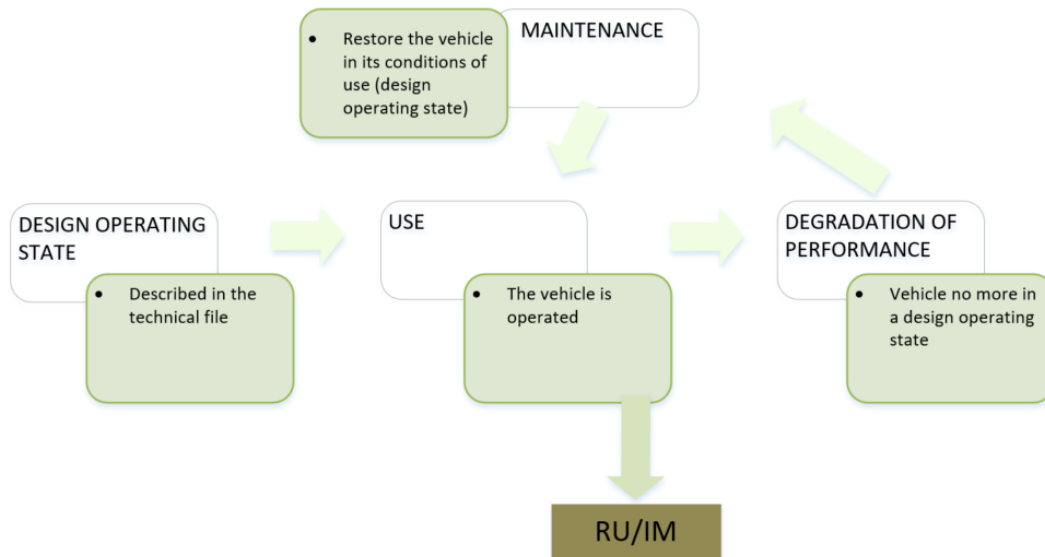 MAINTENANCE
• Restore the vehicle
in its conditions of
use (design
operating state)
DESIGN OPERATING
STATE
• Described in the
technical file
USE
• The vehicle is
operated
DEGRADATION OF
PERFORMANCE
• Vehicle no more in
a design operating
state
RU/IM